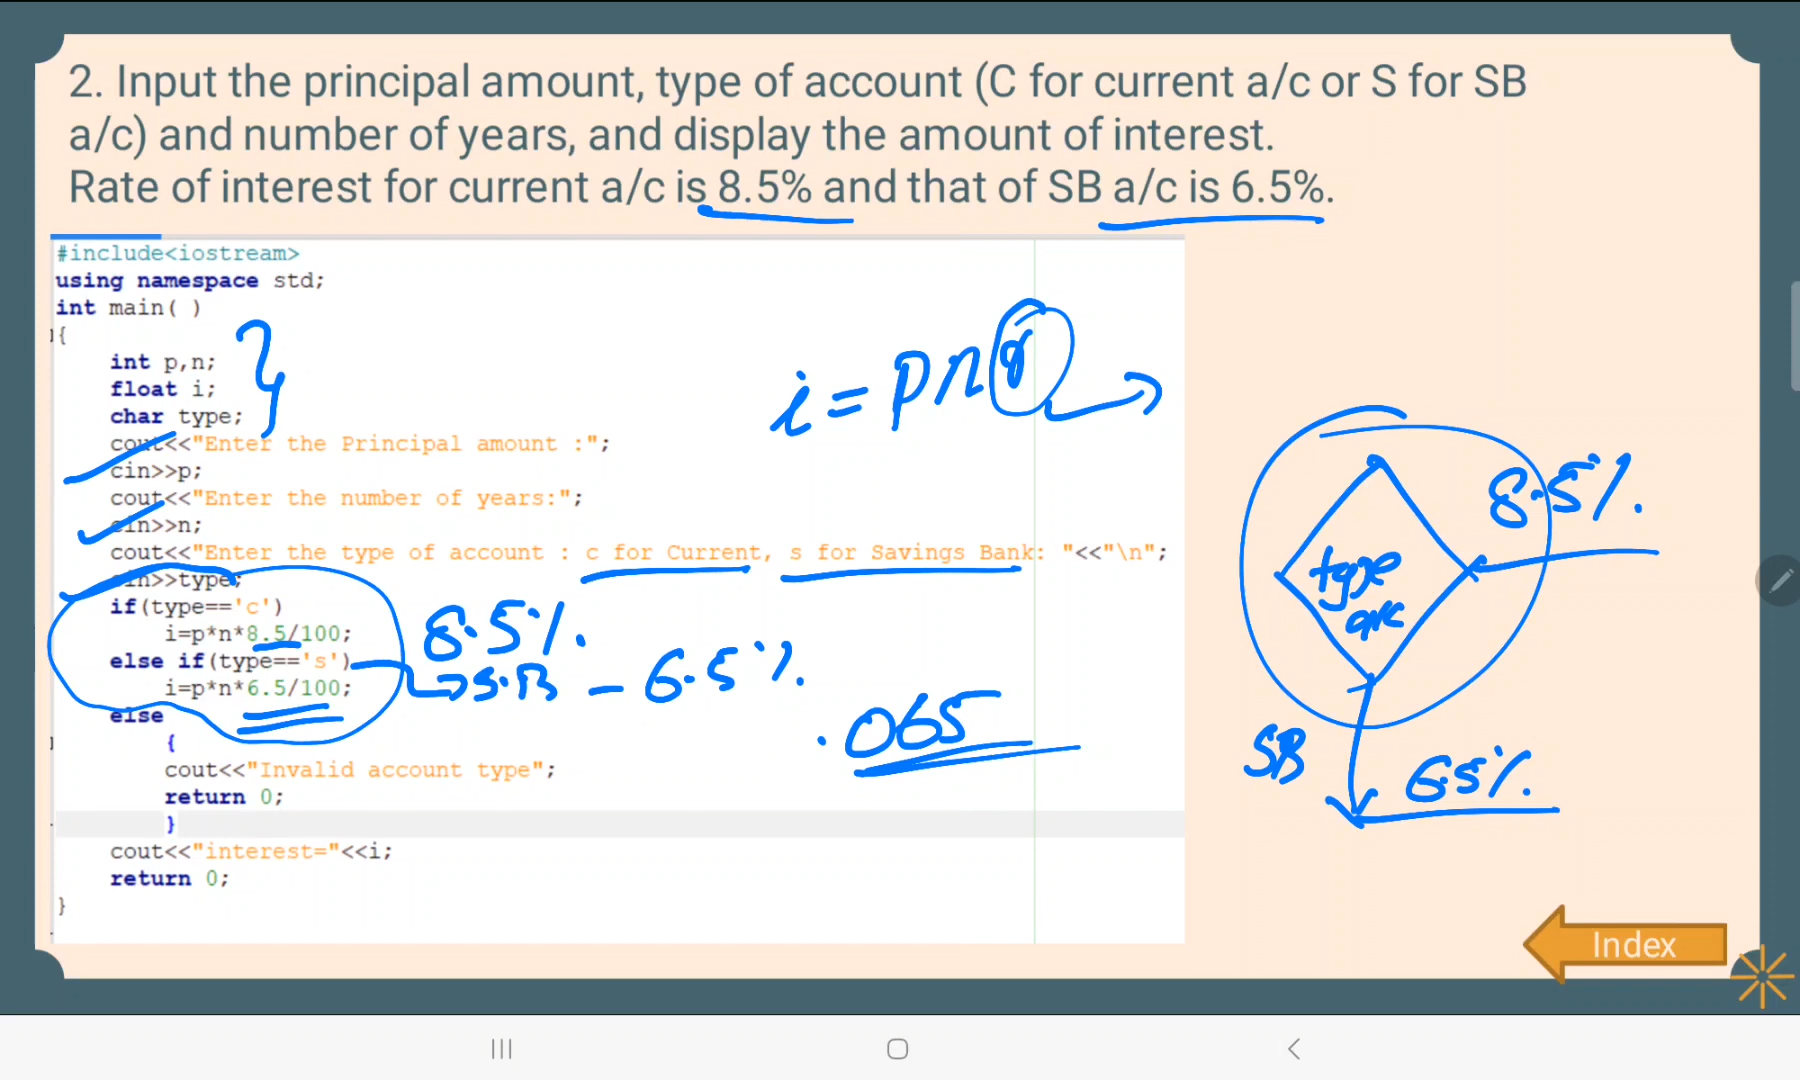 2. Input the principal amount, type of account (C for current a/c or S for SB
a/c) and number of years, and display the amount of interest.
Rate of interest for current a/c is 8.5% and that of SB a/c is 6.5%.
#include<iostream>
using namespace std;
int main( )
{
int p,n;
float i;
char type;
cout<<"Enter the Principal amount :";
cin>>p;
cout<<"Enter the number of years:";
cin>>n;
cout<<"Enter the type of account : c for Current, s for Savings Bank: "<<"\n";
cin>>type;
if(type=='c')
i=p*n*8.5/100;
else if(type=='s')
i=p*n*6.5/100;
else
{
cout<<"Invalid account type";
return 0;
}
cout<<"interest="<<i;
return 0;
}
i = pnr
8.5%.
S.B - 6.5%.
.065
type
a/c
8.5%.
SB
6.5%.
Index